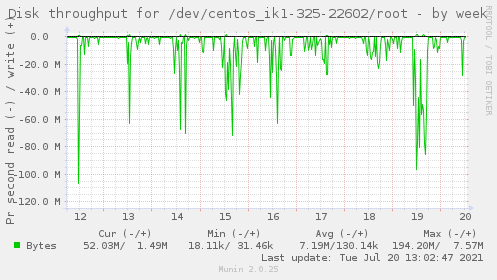 Disk throughput for /dev/centos_ik1-325-22602/root - by week
RRDTOOL / TOBI OETIKER
Pr second read (-) / write (+)
0.0
-20.0 M
-40.0 M
-60.0 M
-80.0 M
-100.0 M
-120.0 M
12 13 14 15 16 17 18 19 20
Cur (-/+) Min (-/+) Avg (-/+) Max (-/+)
Bytes 52.03M/ 1.49M 18.11k/ 31.46k 7.19M/130.14k 194.20M/ 7.57M
Last update: Tue Jul 20 13:02:47 2021
Munin 2.0.25